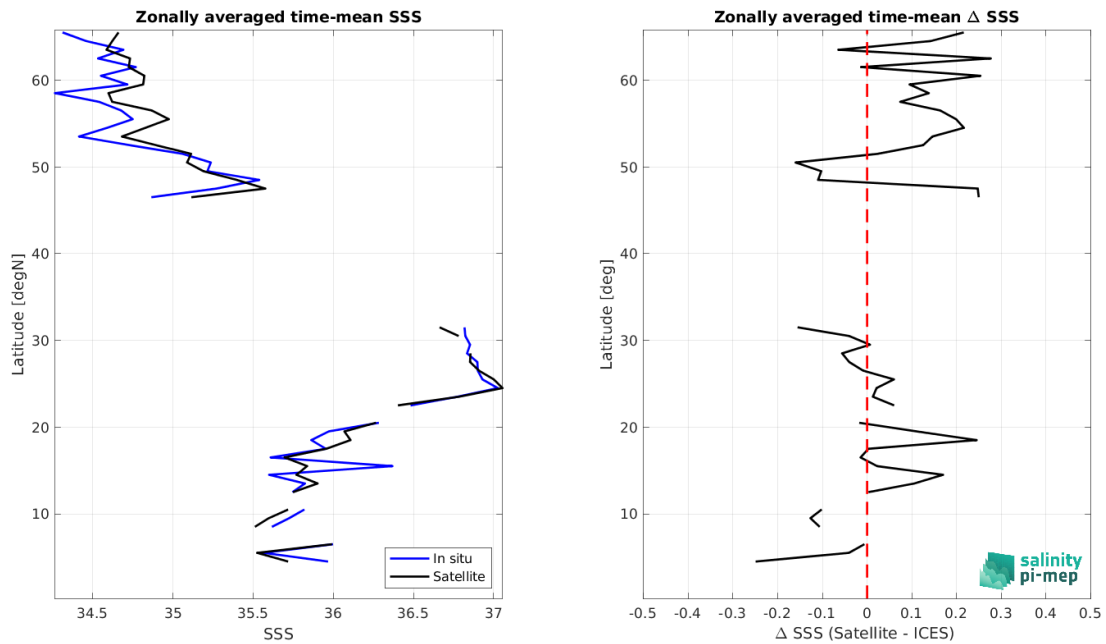 Zonally averaged time-mean SSS
60
50
40
30
20
10
Latitude [degN]
34.5 35 35.5 36 36.5 37
SSS
In situ
Satellite
Zonally averaged time-mean Δ SSS
60
50
40
30
20
10
Latitude [deg]
-0.5 -0.4 -0.3 -0.2 -0.1 0 0.1 0.2 0.3 0.4 0.5
Δ SSS (Satellite - ICES)
salinity
pi-mep